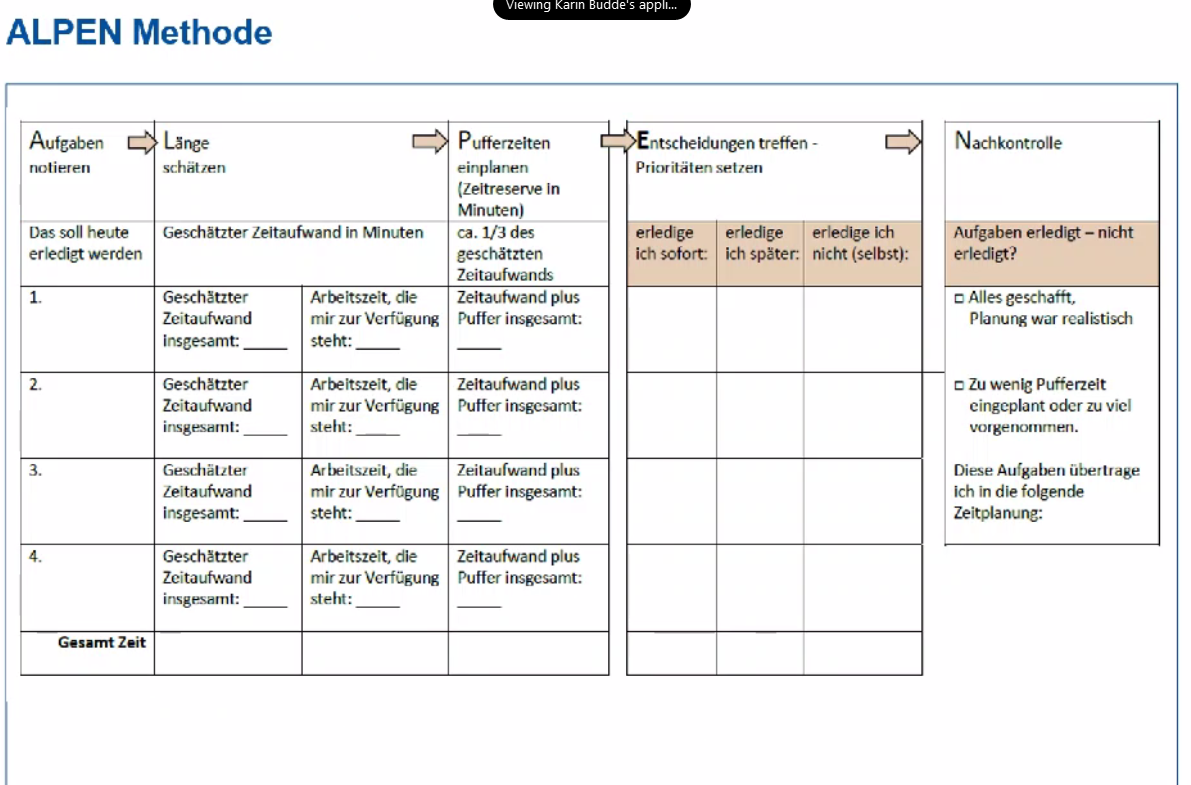 Viewing Karin Budde's appli...
ALPEN Methode
Aufgaben
notieren
Länge
schätzen
Pufferzeiten
einplanen
(Zeitreserve in
Minuten)
Entscheidungen treffen -
Prioritäten setzen
Nachkontrolle
Das soll heute
erledigt werden
Geschätzter Zeitaufwand in Minuten
ca. 1/3 des
geschätzten
Zeitaufwands
erledige
ich sofort:
erledige
ich später:
erledige ich
nicht (selbst):
Aufgaben erledigt – nicht
erledigt?
1.
Geschätzter
Zeitaufwand
insgesamt: _____
Arbeitszeit, die
mir zur Verfügung
steht: _____
Zeitaufwand plus
Puffer insgesamt:
_____
□ Alles geschafft,
Planung war realistisch
2.
Geschätzter
Zeitaufwand
insgesamt: _____
Arbeitszeit, die
mir zur Verfügung
steht: _____
Zeitaufwand plus
Puffer insgesamt:
_____
□ Zu wenig Pufferzeit
eingeplant oder zu viel
vorgenommen.
3.
Geschätzter
Zeitaufwand
insgesamt: _____
Arbeitszeit, die
mir zur Verfügung
steht: _____
Zeitaufwand plus
Puffer insgesamt:
_____
Diese Aufgaben übertrage
ich in die folgende
Zeitplanung:
4.
Geschätzter
Zeitaufwand
insgesamt: _____
Arbeitszeit, die
mir zur Verfügung
steht: _____
Zeitaufwand plus
Puffer insgesamt:
_____
Gesamt Zeit